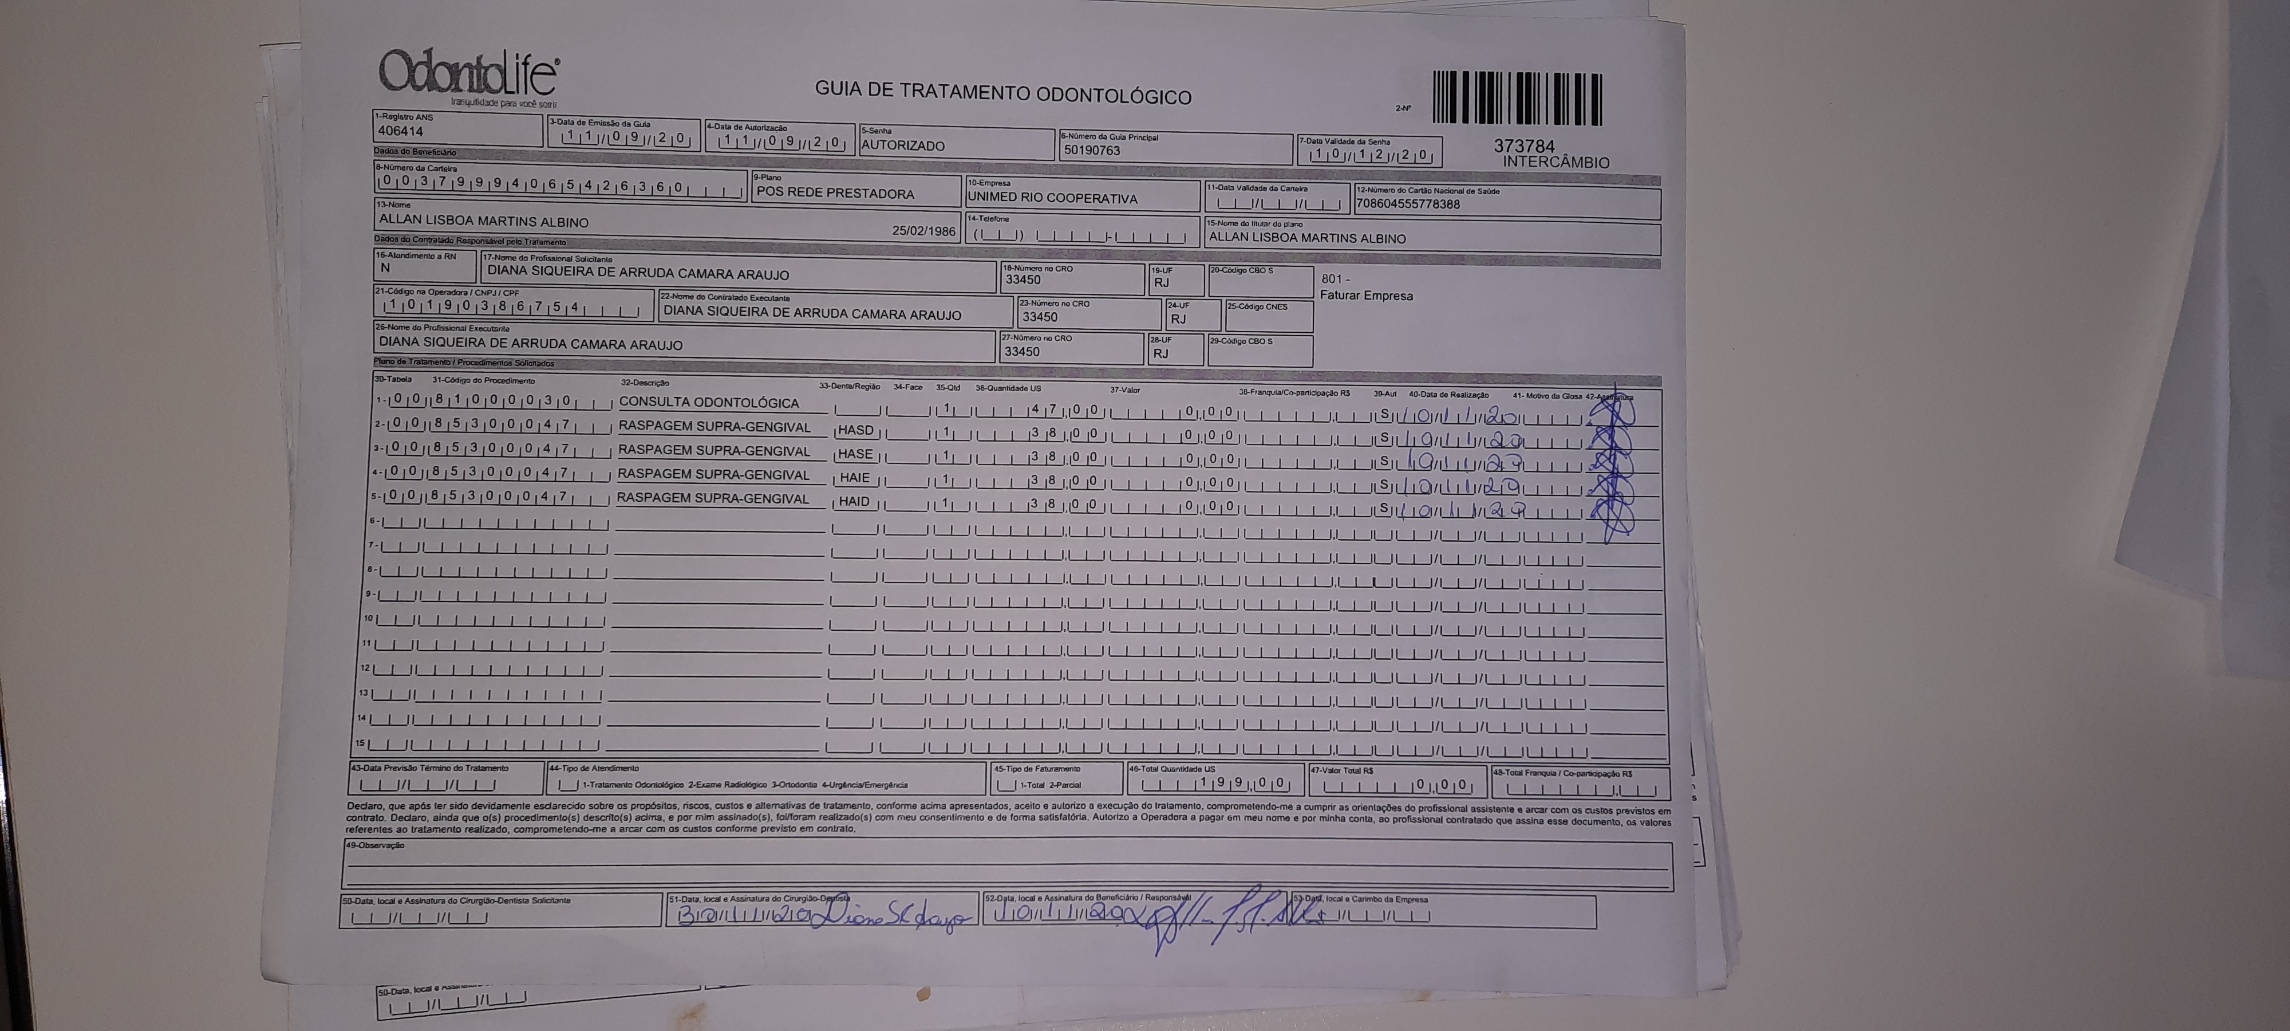 OdontoLife®
tranquilidade para você sorrir
GUIA DE TRATAMENTO ODONTOLÓGICO
2-Nº
373784
INTERCÂMBIO
1-Registro ANS
406414
3-Data de Emissão da Guia
11/09/20
4-Data de Autorização
11/09/20
5-Senha
AUTORIZADO
6-Número da Guia Principal
50190763
7-Data Validade da Senha
10/12/20
Dados do Beneficiário
8-Número da Carteira
00379994065426360
9-Plano
POS REDE PRESTADORA
10-Empresa
UNIMED RIO COOPERATIVA
11-Data Validade da Carteira
12-Número do Cartão Nacional de Saúde
708604555778388
13-Nome
ALLAN LISBOA MARTINS ALBINO 25/02/1986
14-Telefone
15-Nome do titular do plano
ALLAN LISBOA MARTINS ALBINO
Dados do Contratado Responsável pelo Tratamento
16-Atendimento a RN
N
17-Nome do Profissional Solicitante
DIANA SIQUEIRA DE ARRUDA CAMARA ARAUJO
18-Número no CRO
33450
19-UF
RJ
20-Código CBO S
801 -
Faturar Empresa
21-Código na Operadora / CNPJ / CPF
10190386754
22-Nome do Contratado Executante
DIANA SIQUEIRA DE ARRUDA CAMARA ARAUJO
23-Número no CRO
33450
24-UF
RJ
25-Código CNES
26-Nome do Profissional Executante
DIANA SIQUEIRA DE ARRUDA CAMARA ARAUJO
27-Número no CRO
33450
28-UF
RJ
29-Código CBO S
Plano de Tratamento / Procedimentos Solicitados
30-Tabela 31-Código do Procedimento 32-Descrição 33-Dente/Região 34-Face 35-Qtd 36-Quantidade US 37-Valor 38-Franquia/Co-participação R$ 39-Aut 40-Data de Realização 41- Motivo da Glosa 42-Assinatura
1- 00 81000030 CONSULTA ODONTOLÓGICA 1 47,00 0,00 S 10/11/20
2- 00 85300047 RASPAGEM SUPRA-GENGIVAL HASD 1 38,00 0,00 S 10/11/20
3- 00 85300047 RASPAGEM SUPRA-GENGIVAL HASE 1 38,00 0,00 S 10/11/20
4- 00 85300047 RASPAGEM SUPRA-GENGIVAL HAIE 1 38,00 0,00 S 10/11/20
5- 00 85300047 RASPAGEM SUPRA-GENGIVAL HAID 1 38,00 0,00 S 10/11/20
6-
7-
8-
9-
10
11
12
13
14
15
43-Data Previsão Término do Tratamento
44-Tipo de Atendimento
1-Tratamento Odontológico 2-Exame Radiológico 3-Ortodontia 4-Urgência/Emergência
45-Tipo de Faturamento
1-Total 2-Parcial
46-Total Quantidade US
199,00
47-Valor Total R$
0,00
48-Total Franquia / Co-participação R$
Declaro, que após ter sido devidamente esclarecido sobre os propósitos, riscos, custos e alternativas de tratamento, conforme acima apresentados, aceito e autorizo a execução do tratamento, comprometendo-me a cumprir as orientações do profissional assistente e arcar com os custos previstos em
contrato. Declaro, ainda que o(s) procedimento(s) descrito(s) acima, e por mim assinado(s), foi/foram realizado(s) com meu consentimento e de forma satisfatória. Autorizo a Operadora a pagar em meu nome e por minha conta, ao profissional contratado que assina esse documento, os valores
referentes ao tratamento realizado, comprometendo-me a arcar com os custos conforme previsto em contrato.
49-Observação
50-Data, local e Assinatura do Cirurgião-Dentista Solicitante
51-Data, local e Assinatura do Cirurgião-Dentista
30/11/20 Diana
52-Data, local e Assinatura do Beneficiário / Responsável
10/11/20
53-Data, local e Carimbo da Empresa
50-Data, local e